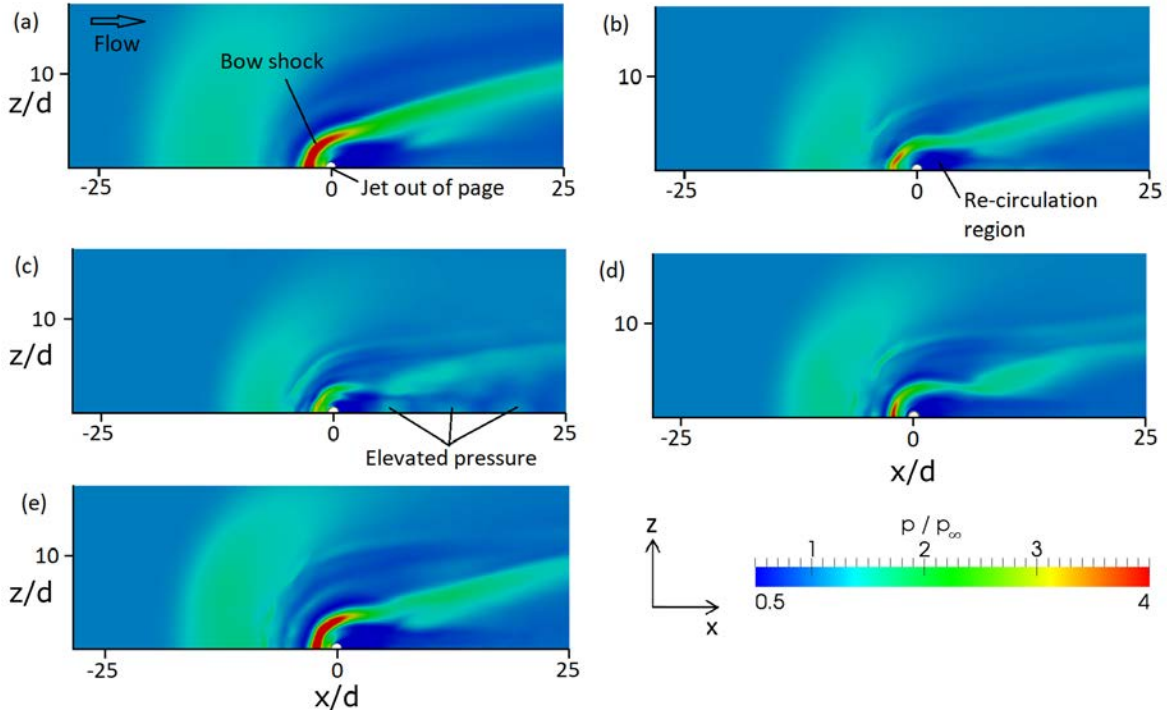 (a)
Flow
Bow shock
10
z/d
-25
0
25
Jet out of page
(b)
10
-25
0
25
Re-circulation
region
(c)
10
z/d
-25
0
25
Elevated pressure
(d)
10
-25
0
25
x/d
(e)
10
z/d
-25
0
25
x/d
z
x
p / p∞
1
2
3
0.5
4